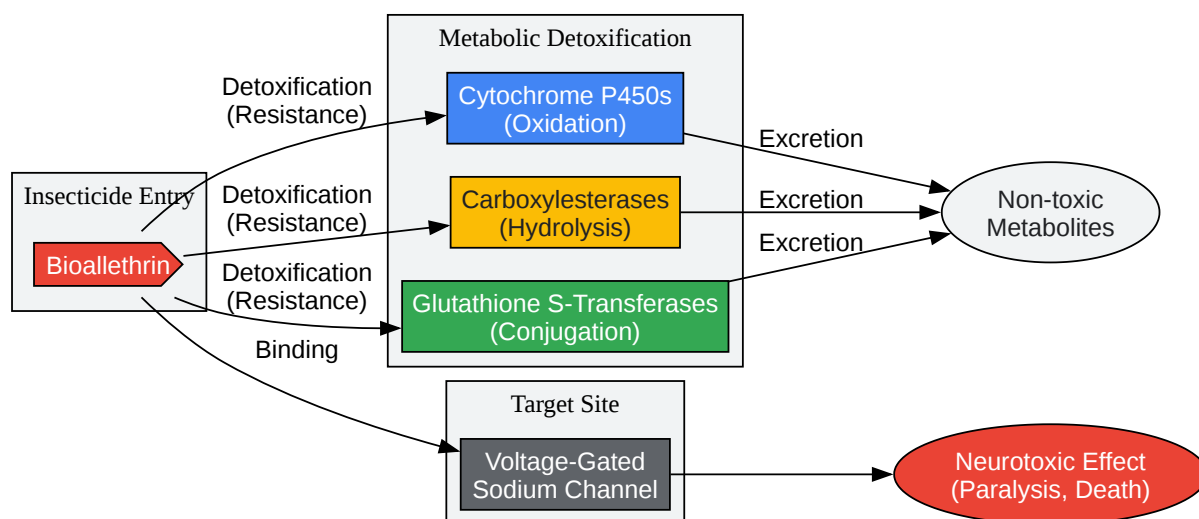 Metabolic Detoxification
Detoxification
(Resistance)
Cytochrome P450s
(Oxidation)
Excretion
Insecticide Entry
Bioallethrin
Detoxification
(Resistance)
Carboxylesterases
(Hydrolysis)
Excretion
Non-toxic
Metabolites
Detoxification
(Resistance)
Glutathione S-Transferases
(Conjugation)
Excretion
Binding
Target Site
Voltage-Gated
Sodium Channel
Neurotoxic Effect
(Paralysis, Death)